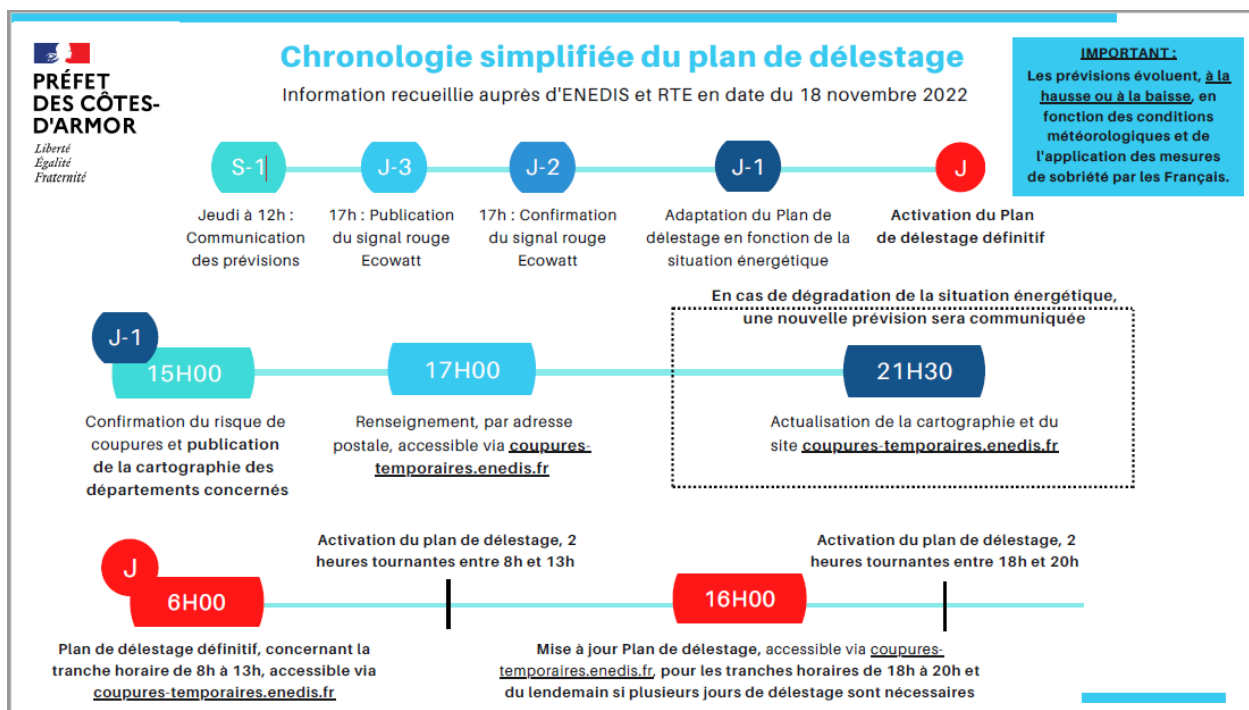 PRÉFET
DES CÔTES-
D'ARMOR
Liberté
Égalité
Fraternité
Chronologie simplifiée du plan de délestage
Information recueillie auprès d'ENEDIS et RTE en date du 18 novembre 2022
IMPORTANT :
Les prévisions évoluent, à la
hausse ou à la baisse, en
fonction des conditions
météorologiques et de
l'application des mesures
de sobriété par les Français.
S-1
Jeudi à 12h :
Communication
des prévisions
J-3
17h : Publication
du signal rouge
Ecowatt
J-2
17h : Confirmation
du signal rouge
Ecowatt
J-1
Adaptation du Plan de
délestage en fonction de la
situation énergétique
J
Activation du Plan
de délestage définitif
J-1
15H00
Confirmation du risque de
coupures et publication
de la cartographie des
départements concernés
17H00
Renseignement, par adresse
postale, accessible via coupures-
temporaires.enedis.fr
En cas de dégradation de la situation énergétique,
une nouvelle prévision sera communiquée
21H30
Actualisation de la cartographie et du
site coupures-temporaires.enedis.fr
J
6H00
Plan de délestage définitif, concernant la
tranche horaire de 8h à 13h, accessible via
coupures-temporaires.enedis.fr
Activation du plan de délestage, 2
heures tournantes entre 8h et 13h
16H00
Mise à jour Plan de délestage, accessible via coupures-
temporaires.enedis.fr, pour les tranches horaires de 18h à 20h et
du lendemain si plusieurs jours de délestage sont nécessaires
Activation du plan de délestage, 2
heures tournantes entre 18h et 20h